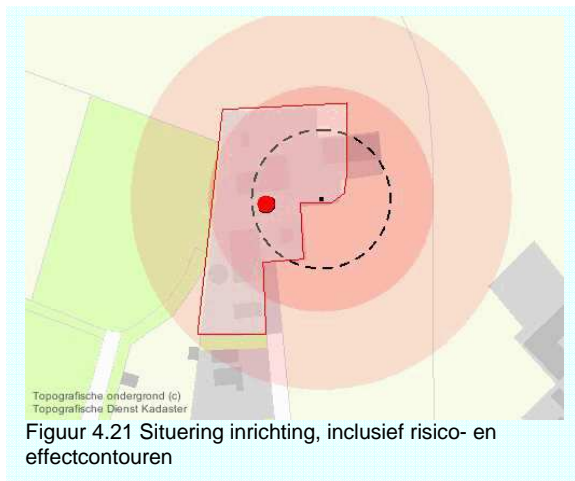 Topografische ondergrond (c)
Topografische Dienst Kadaster
Figuur 4.21 Situering inrichting, inclusief risico- en
effectcontouren